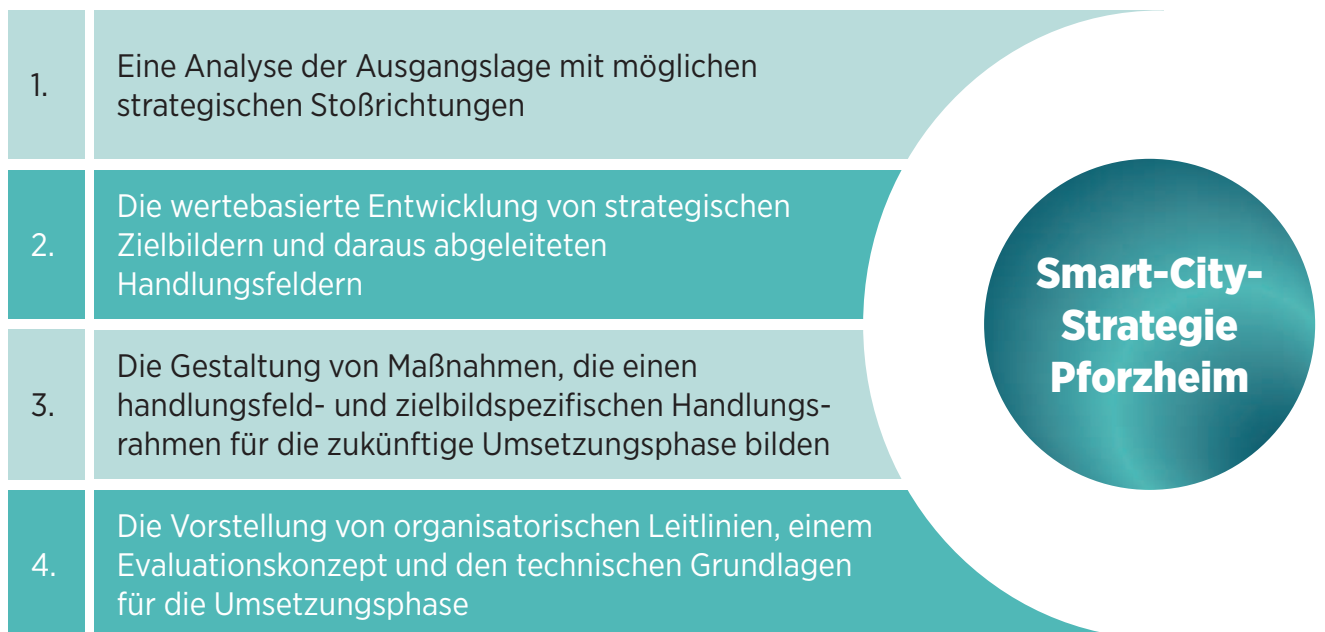 1.
Eine Analyse der Ausgangslage mit möglichen
strategischen Stoßrichtungen
2.
Die wertebasierte Entwicklung von strategischen
Zielbildern und daraus abgeleiteten
Handlungsfeldern
3.
Die Gestaltung von Maßnahmen, die einen
handlungsfeld- und zielbildspezifischen Handlungs-
rahmen für die zukünftige Umsetzungsphase bilden
4.
Die Vorstellung von organisatorischen Leitlinien, einem
Evaluationskonzept und den technischen Grundlagen
für die Umsetzungsphase
Smart-City-
Strategie
Pforzheim